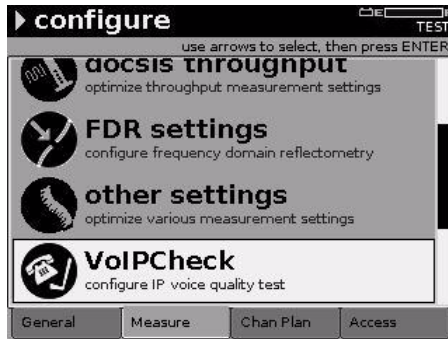 configure
E
TEST
use arrows to select, then press ENTER
docsis throughput
optimize throughput measurement settings
FDR settings
configure frequency domain reflectometry
other settings
optimize various measurement settings
VoIPCheck
configure IP voice quality test
General Measure Chan Plan Access